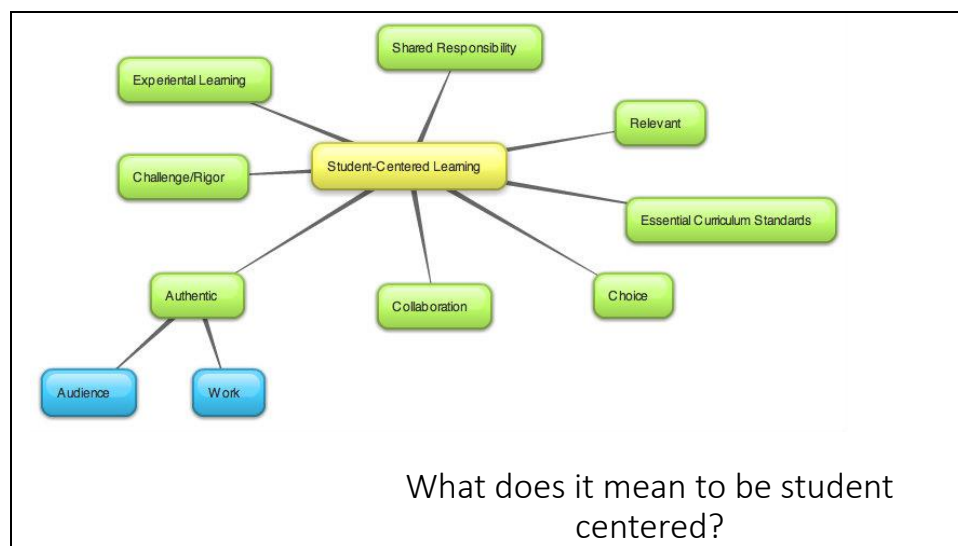 Shared Responsibility
Experiental Learning
Relevant
Student-Centered Learning
Challenge/Rigor
Essential Curriculum Standards
Authentic
Collaboration
Choice
Audience
Work
What does it mean to be student
centered?